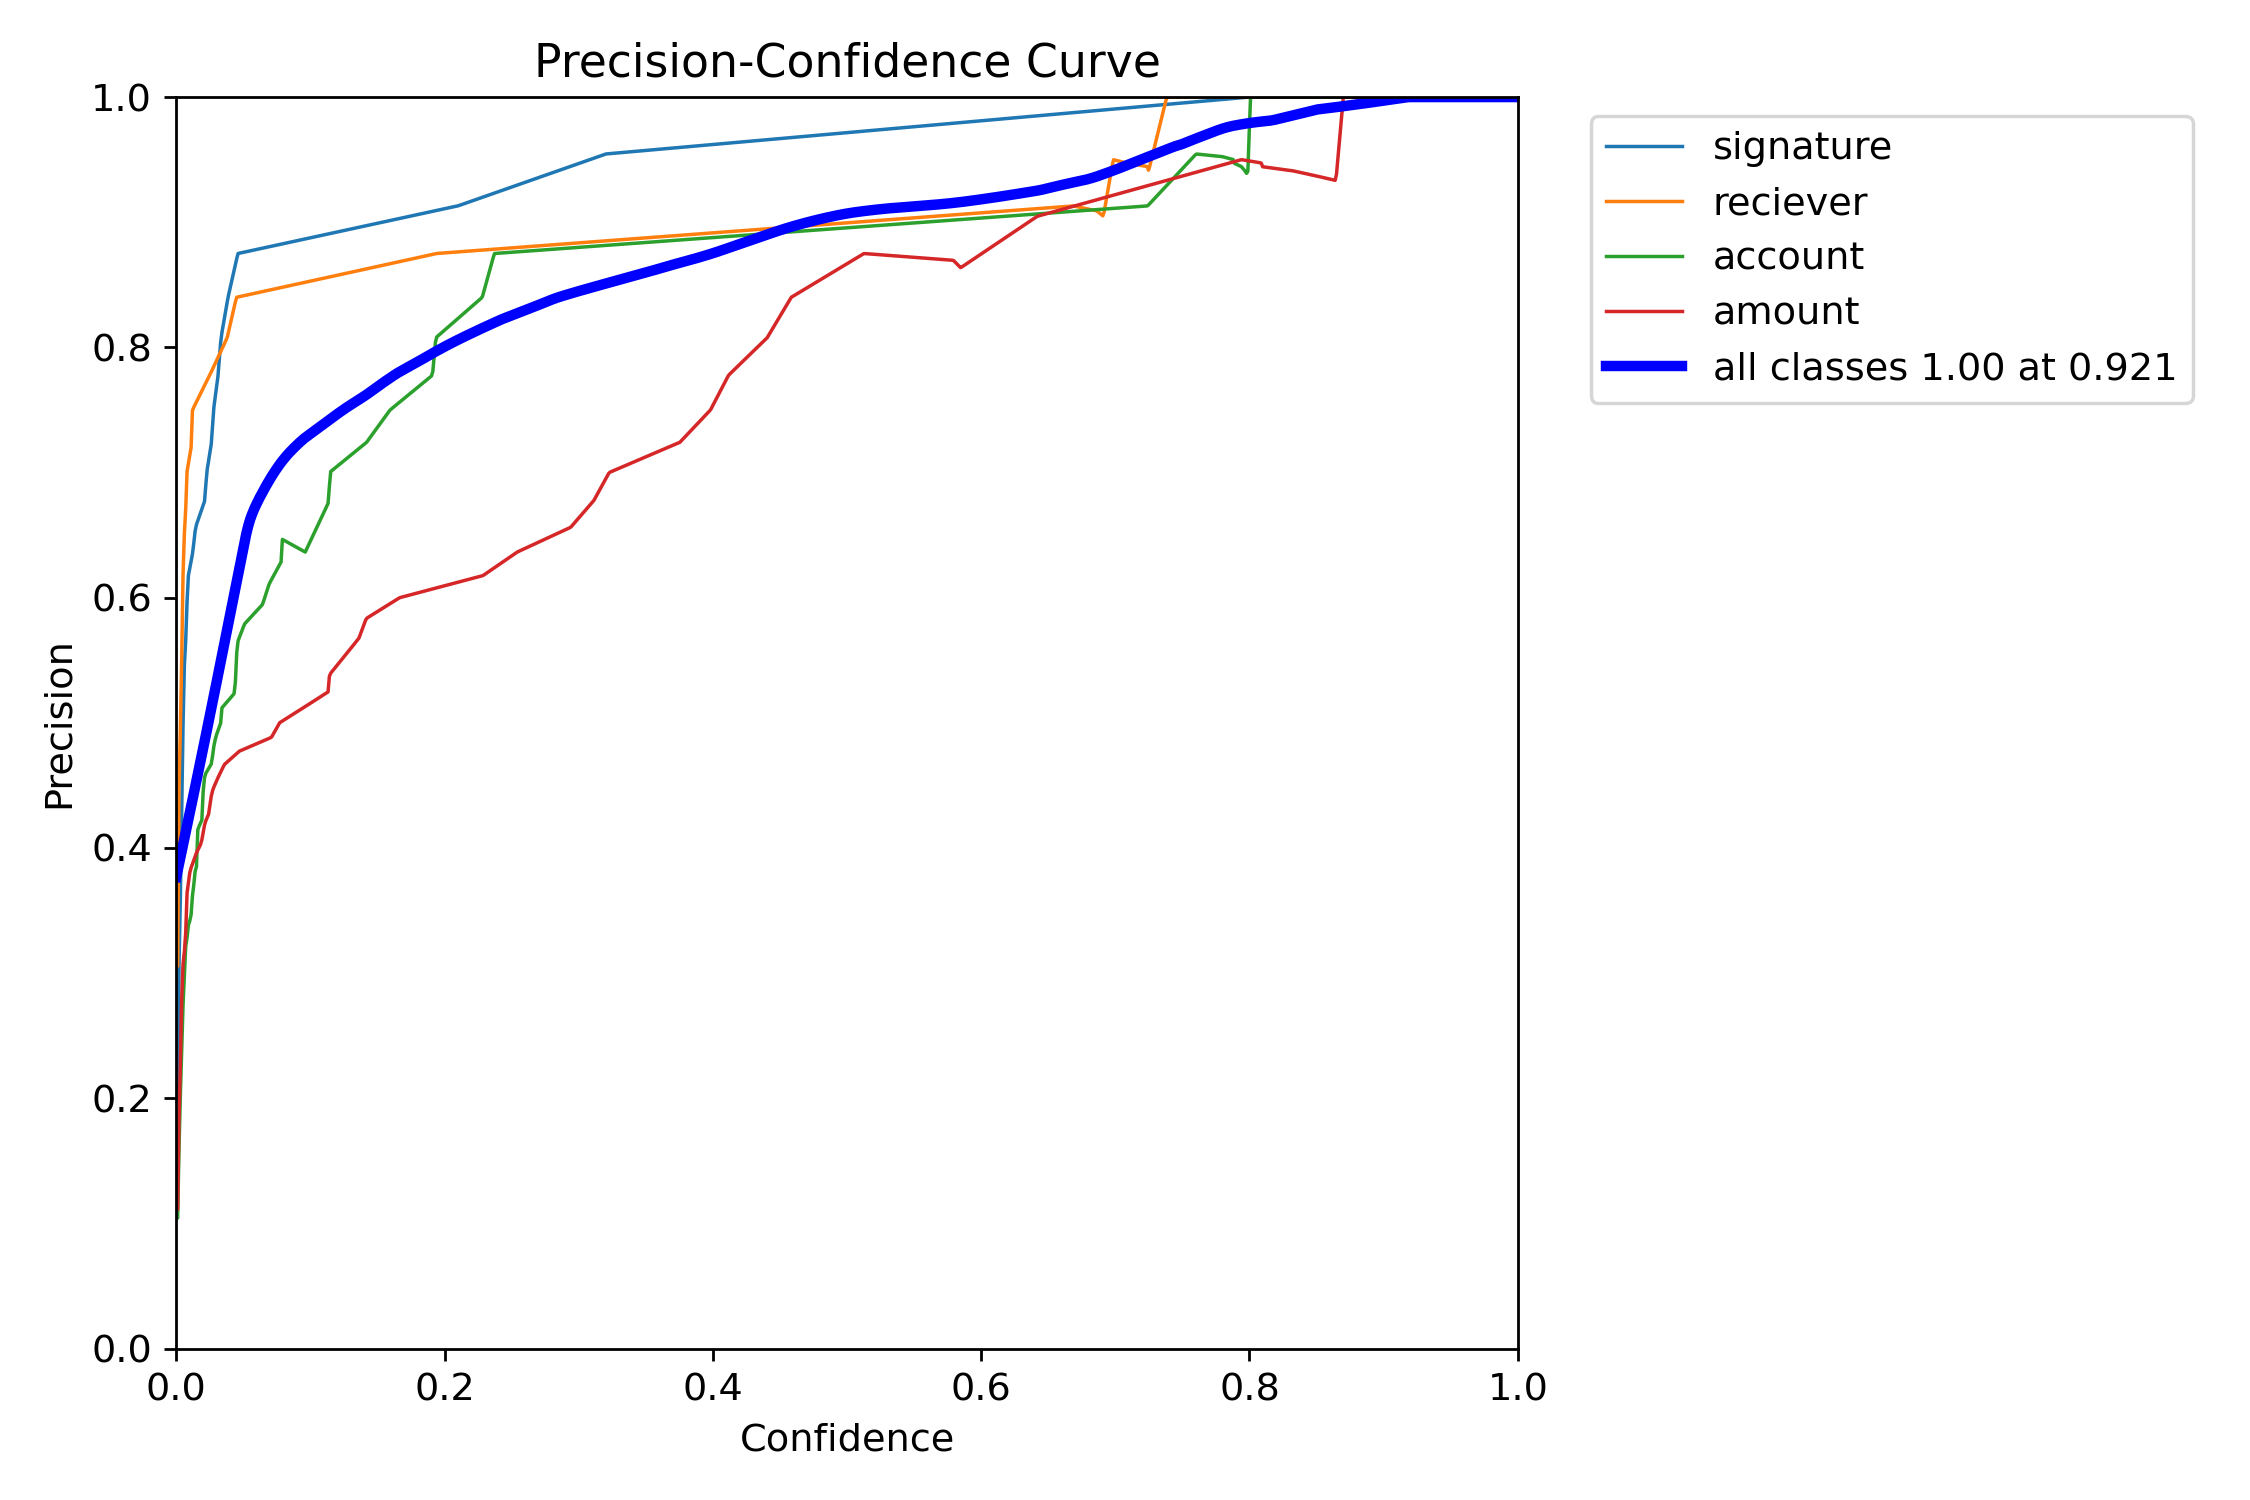 Precision-Confidence Curve
1.0
0.8
0.6
0.4
0.2
0.0
Precision
0.0 0.2 0.4 0.6 0.8 1.0
Confidence
signature
reciever
account
amount
all classes 1.00 at 0.921